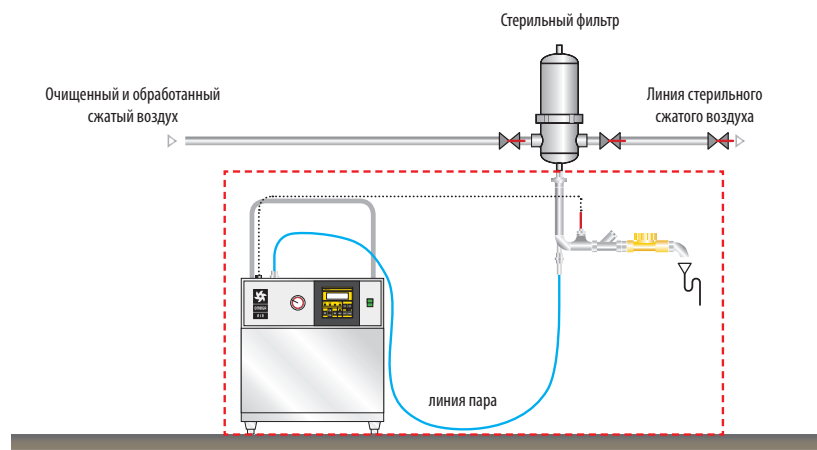 Стерильный фильтр
Очищенный и обработанный
сжатый воздух
Линия стерильного
сжатого воздуха
линия пара